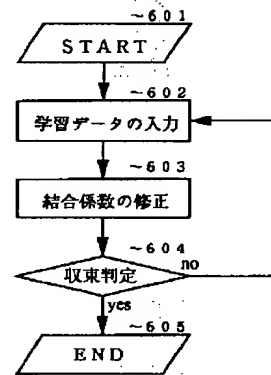 ~601
START
~602
学習データの入力
~603
結合係数の修正
~604
収束判定
no
yes
~605
END